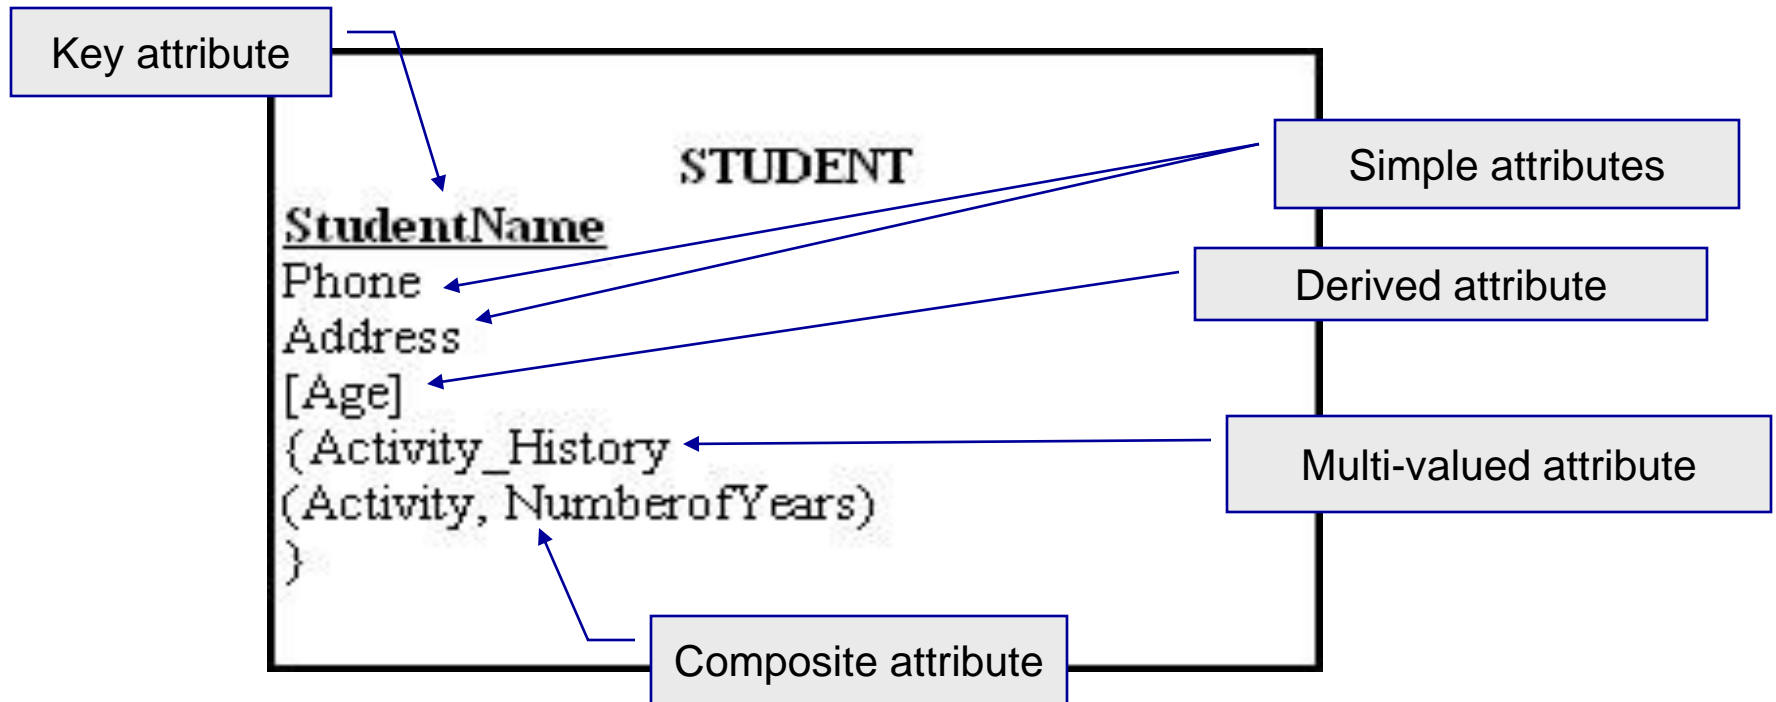 Key attribute
STUDENT
Simple attributes
StudentName
Phone
Derived attribute
Address
[Age]
{Activity_History
Multi-valued attribute
(Activity, NumberofYears)
}
Composite attribute